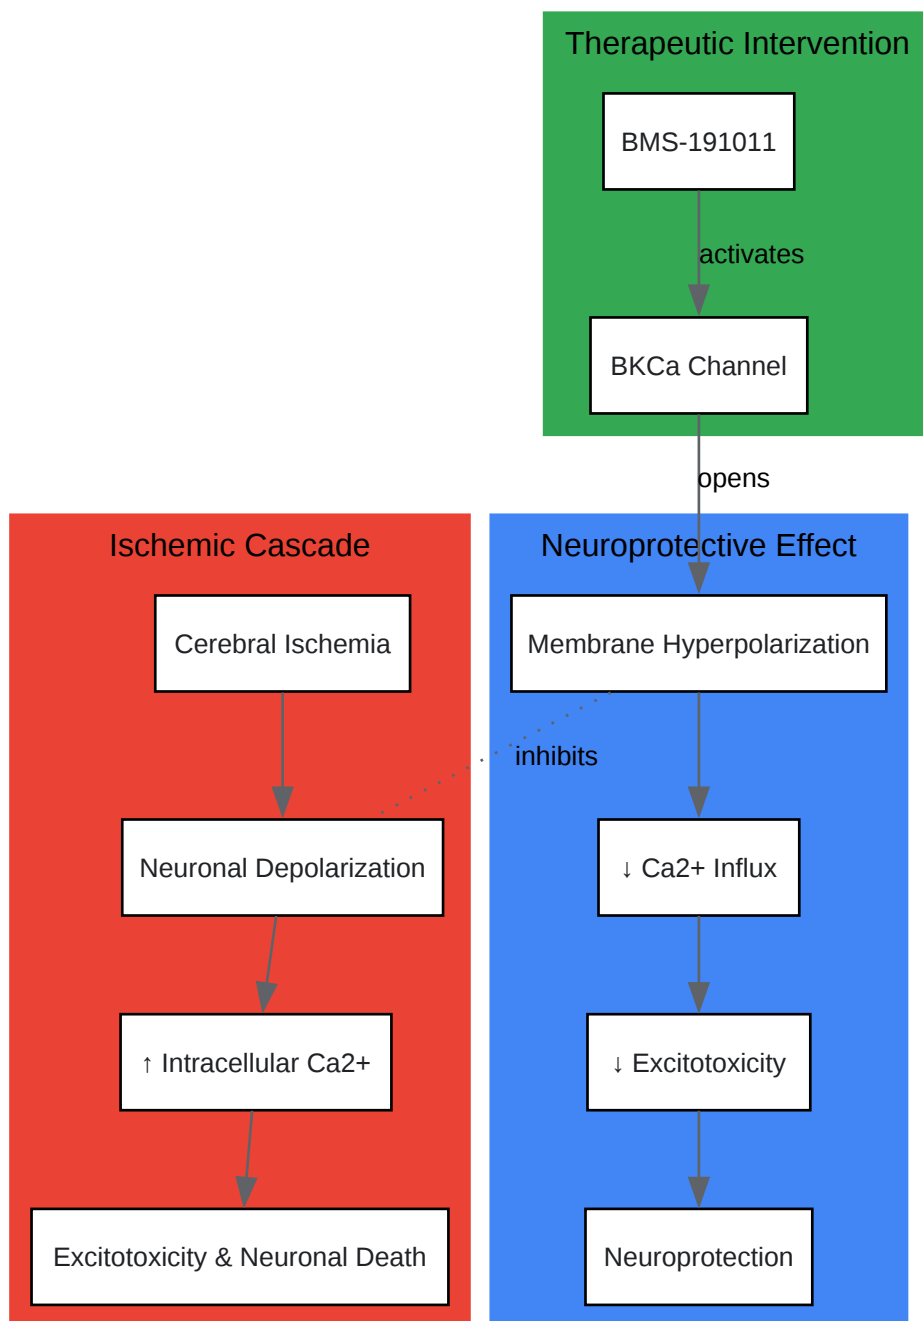 Therapeutic Intervention
BMS-191011
activates
BKCa Channel
opens
Ischemic Cascade
Cerebral Ischemia
Neuronal Depolarization
↑ Intracellular Ca2+
Excitotoxicity & Neuronal Death
Neuroprotective Effect
Membrane Hyperpolarization
inhibits
↓ Ca2+ Influx
↓ Excitotoxicity
Neuroprotection